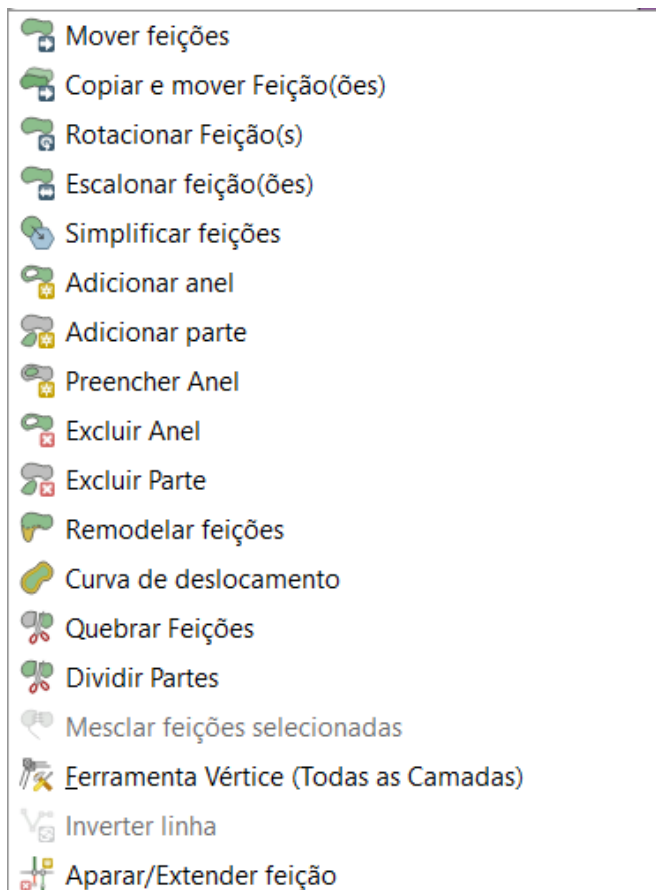 Mover feições
Copiar e mover Feição(ões)
Rotacionar Feição(s)
Escalonar feição(ões)
Simplificar feições
Adicionar anel
Adicionar parte
Preencher Anel
Excluir Anel
Excluir Parte
Remodelar feições
Curva de deslocamento
Quebrar Feições
Dividir Partes
Mesclar feições selecionadas
Ferramenta Vértice (Todas as Camadas)
Inverter linha
Aparar/Extender feição